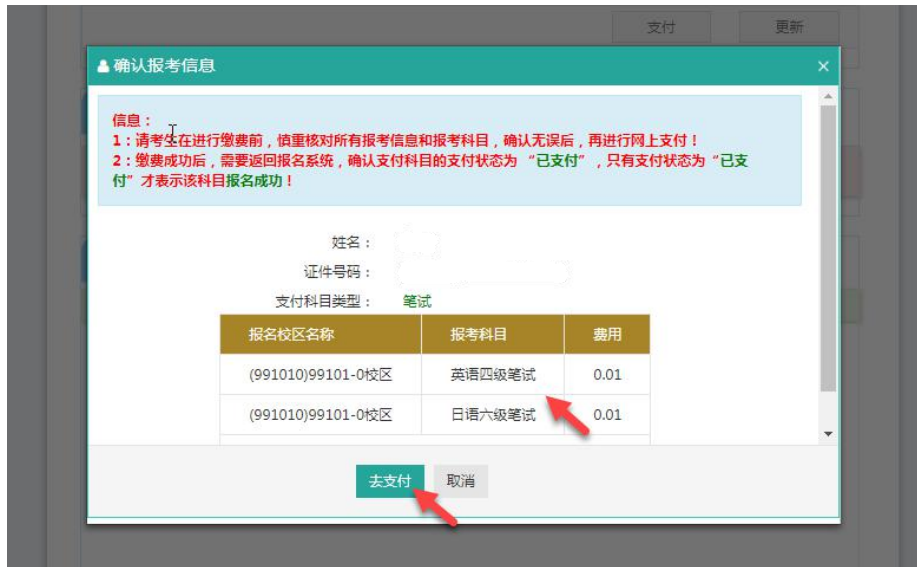 支付 更新
确认报考信息 ×
信息：
1：请考生在进行缴费前，慎重核对所有报考信息和报考科目，确认无误后，再进行网上支付！
2：缴费成功后，需要返回报名系统，确认支付科目的支付状态为 “已支付”，只有支付状态为 “已支
付” 才表示该科目报名成功！
姓名：
证件号码：
支付科目类型： 笔试
报名校区名称 报考科目 费用
(991010)99101-0校区 英语四级笔试 0.01
(991010)99101-0校区 日语六级笔试 0.01
去支付 取消